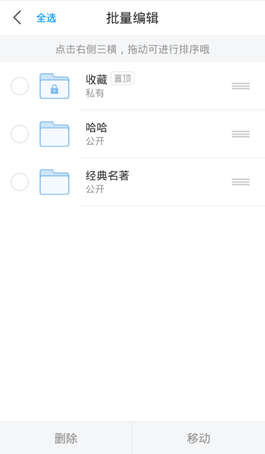 全选 批量编辑
点击右侧三横，拖动可进行排序哦
收藏 置顶
私有
哈哈
公开
经典名著
公开
删除 移动